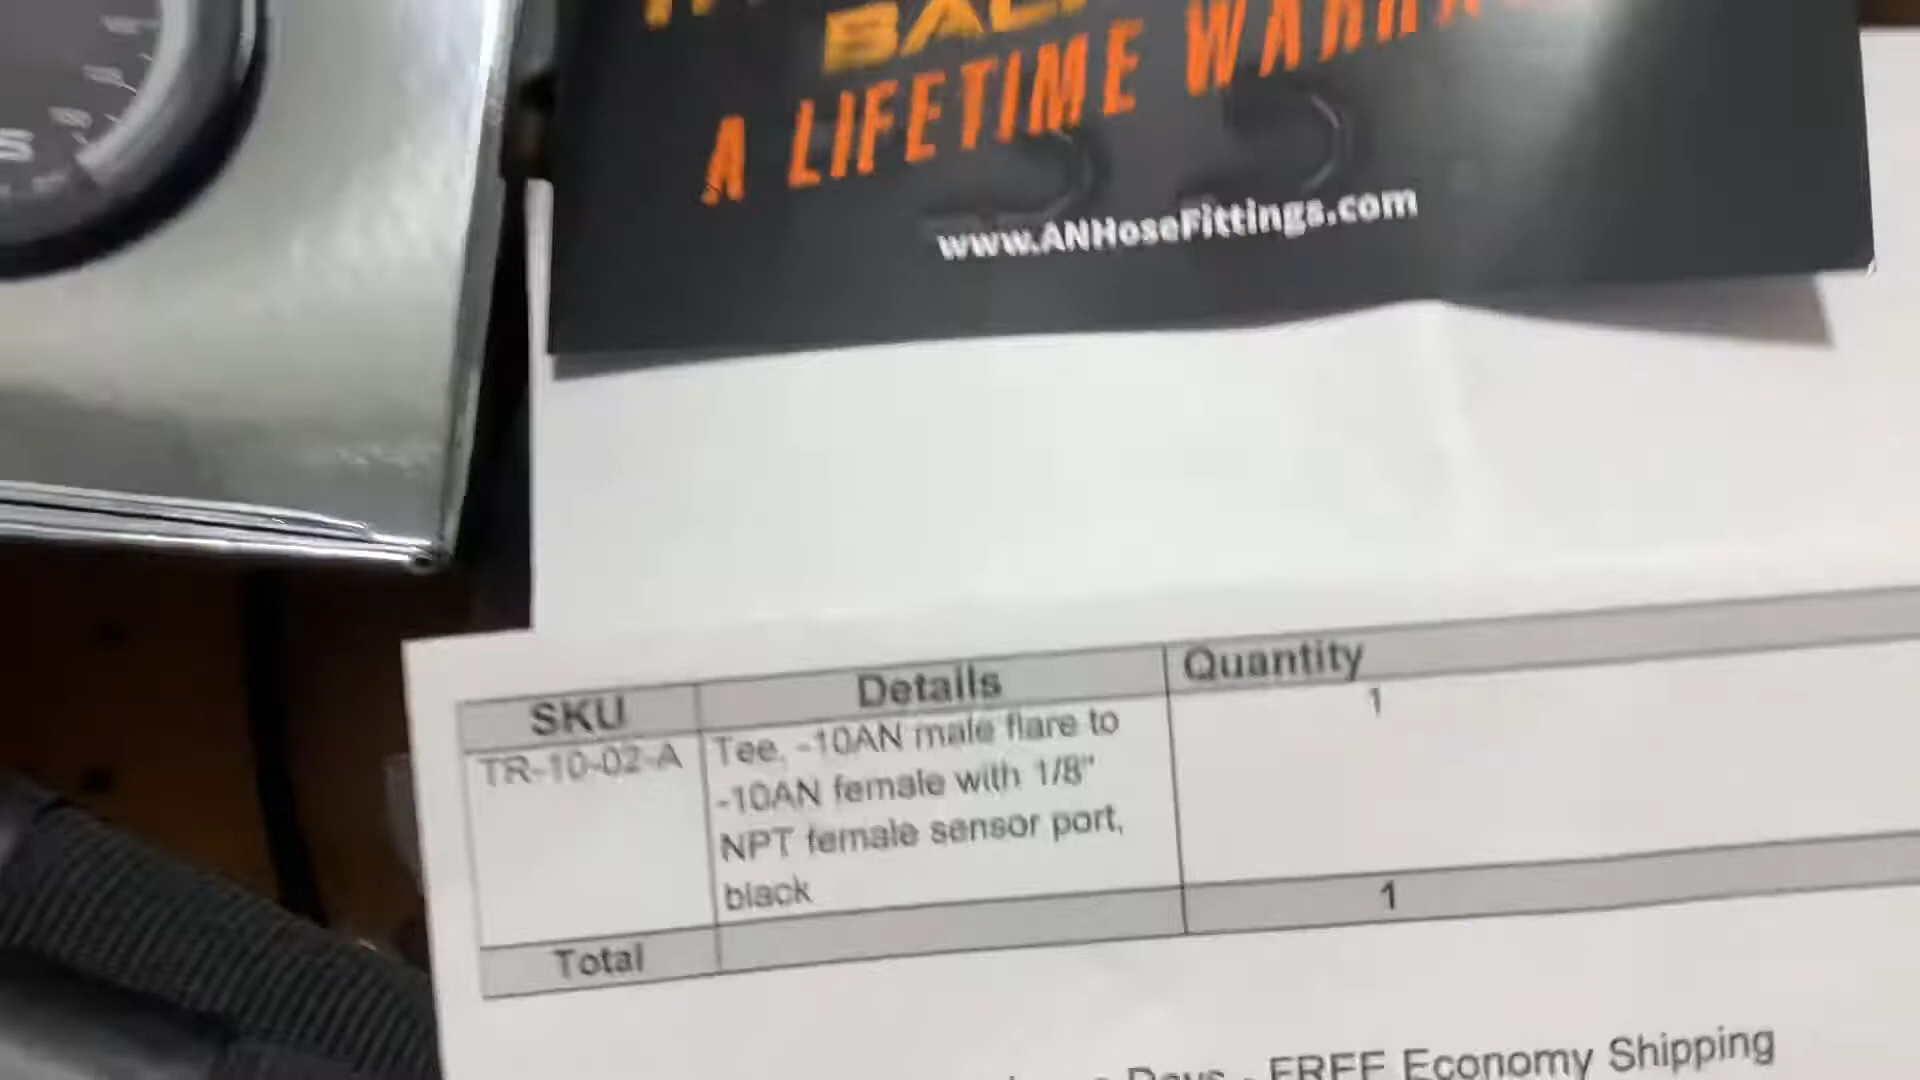 A LIFETIME
www.ANHoseFittings.com
SKU Details Quantity
TR-10-02-A Tee, -10AN male flare to 1
-10AN female with 1/8"
NPT female sensor port,
black
Total 1
Days - FREE Economy Shipping